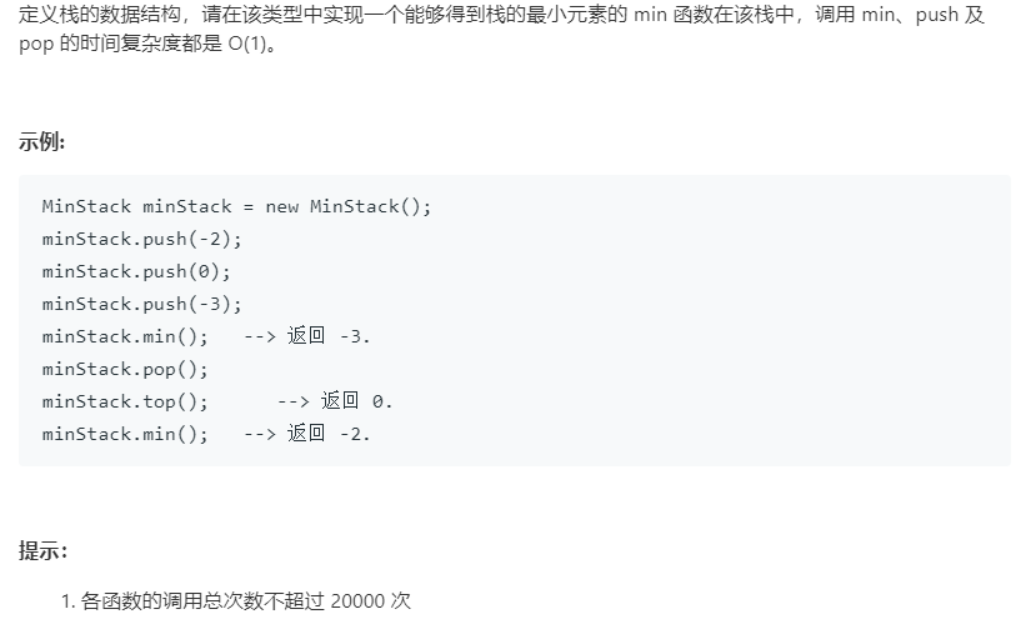 定义栈的数据结构，请在该类型中实现一个能够得到栈的最小元素的 min 函数在该栈中，调用 min、push 及
pop 的时间复杂度都是 O(1)。
示例:
MinStack minStack = new MinStack();
minStack.push(-2);
minStack.push(0);
minStack.push(-3);
minStack.min();   --> 返回 -3.
minStack.pop();
minStack.top();      --> 返回 0.
minStack.min();   --> 返回 -2.
提示：
1. 各函数的调用总次数不超过 20000 次